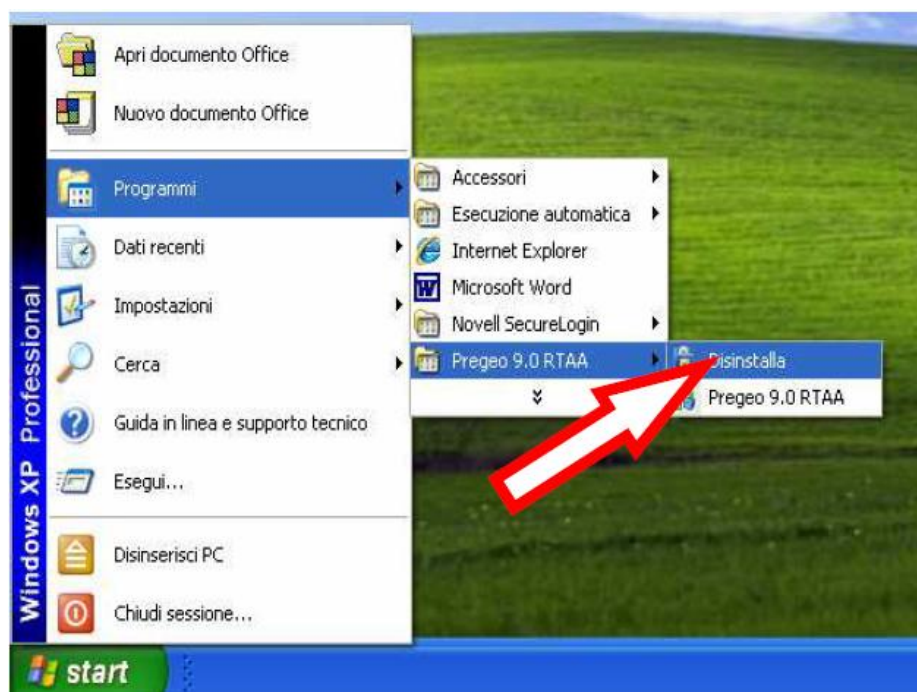 Apri documento Office
Nuovo documento Office
Programmi
Dati recenti
Impostazioni
Cerca
Guida in linea e supporto tecnico
Esegui...
Disinserisci PC
Chiudi sessione...
Windows XP Professional
Accessori
Esecuzione automatica
Internet Explorer
Microsoft Word
Novell SecureLogin
Pregeo 9.0 RTAA
Disinstalla
Pregeo 9.0 RTAA
start